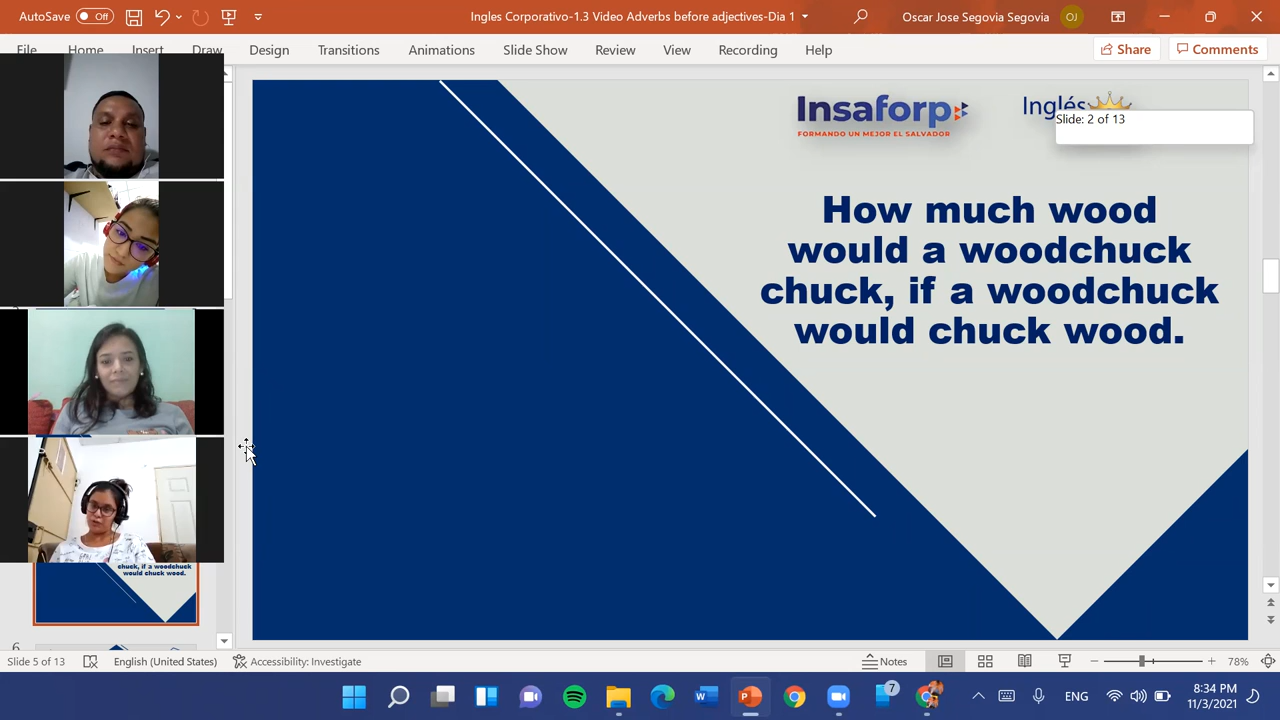 AutoSave
Off
Ingles Corporativo-1.3 Video Adverbs before adjectives-Dia 1
Oscar Jose Segovia Segovia
OJ
File
Home
Insert
Draw
Design
Transitions
Animations
Slide Show
Review
View
Recording
Help
Share
Comments
Insaforp
FORMANDO UN MEJOR EL SALVADOR
Inglés
Slide: 2 of 13
How much wood
would a woodchuck
chuck, if a woodchuck
would chuck wood.
chuck, if a woodchuck
would chuck wood.
6
Slide 5 of 13
English (United States)
Accessibility: Investigate
Notes
78%
7
ENG
8:34 PM
11/3/2021